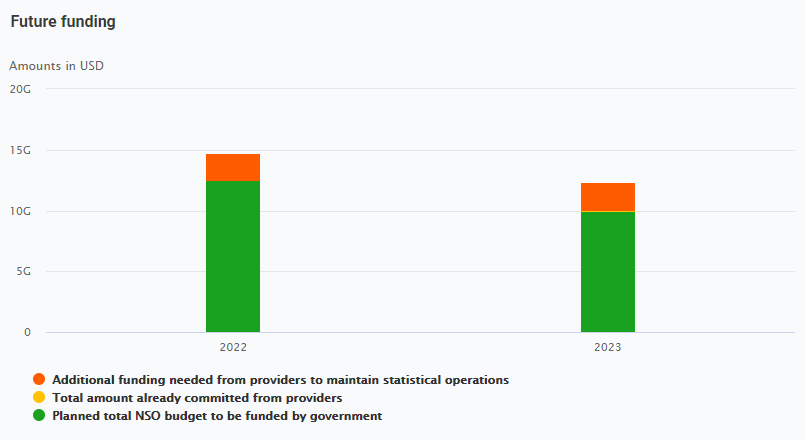 Future funding
Amounts in USD
20G
15G
10G
5G
0
2022 2023
Additional funding needed from providers to maintain statistical operations
Total amount already committed from providers
Planned total NSO budget to be funded by government